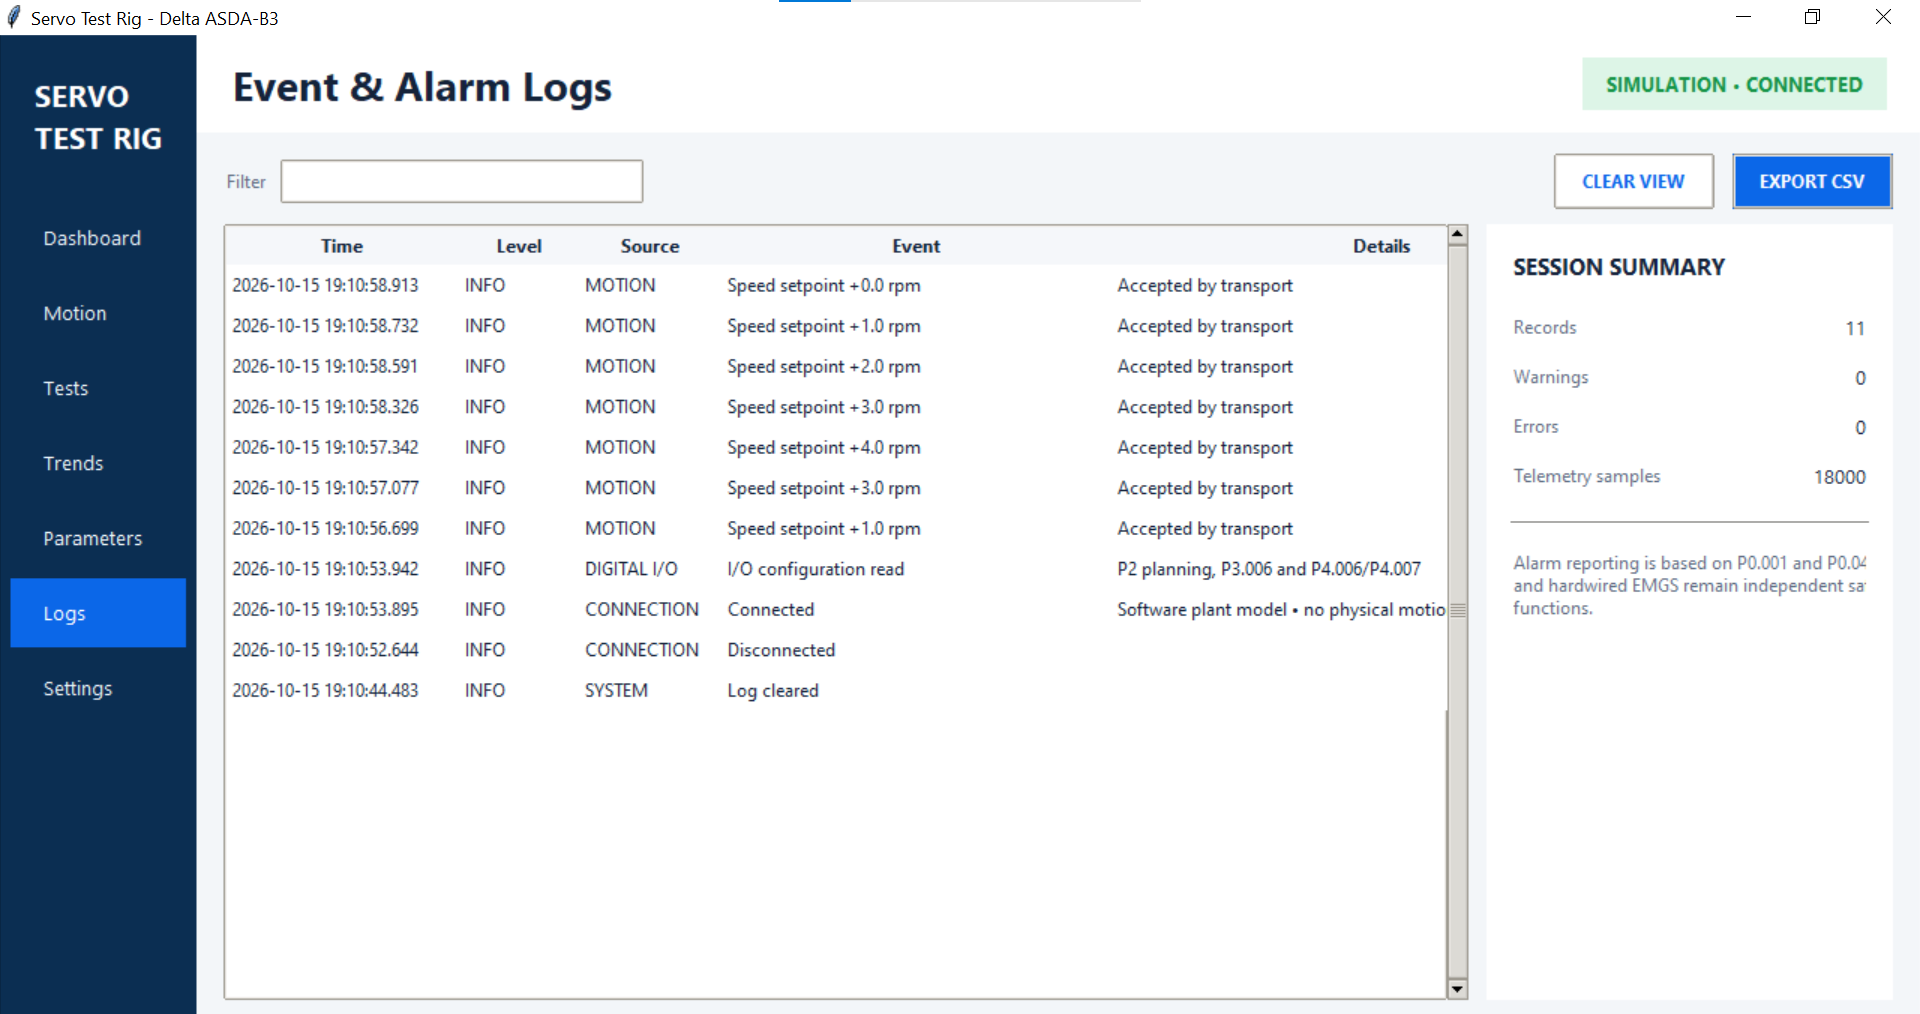 Servo Test Rig - Delta ASDA-B3
SERVO
TEST RIG
Dashboard
Motion
Tests
Trends
Parameters
Logs
Settings
Event & Alarm Logs
SIMULATION • CONNECTED
Filter
CLEAR VIEW
EXPORT CSV
Time Level Source Event Details
2026-10-15 19:10:58.913 INFO MOTION Speed setpoint +0.0 rpm Accepted by transport
2026-10-15 19:10:58.732 INFO MOTION Speed setpoint +1.0 rpm Accepted by transport
2026-10-15 19:10:58.591 INFO MOTION Speed setpoint +2.0 rpm Accepted by transport
2026-10-15 19:10:58.326 INFO MOTION Speed setpoint +3.0 rpm Accepted by transport
2026-10-15 19:10:57.342 INFO MOTION Speed setpoint +4.0 rpm Accepted by transport
2026-10-15 19:10:57.077 INFO MOTION Speed setpoint +3.0 rpm Accepted by transport
2026-10-15 19:10:56.699 INFO MOTION Speed setpoint +1.0 rpm Accepted by transport
2026-10-15 19:10:53.942 INFO DIGITAL I/O I/O configuration read P2 planning, P3.006 and P4.006/P4.007
2026-10-15 19:10:53.895 INFO CONNECTION Connected Software plant model • no physical motio
2026-10-15 19:10:52.644 INFO CONNECTION Disconnected
2026-10-15 19:10:44.483 INFO SYSTEM Log cleared
SESSION SUMMARY
Records 11
Warnings 0
Errors 0
Telemetry samples 18000
Alarm reporting is based on P0.001 and P0.04
and hardwired EMGS remain independent sa
functions.